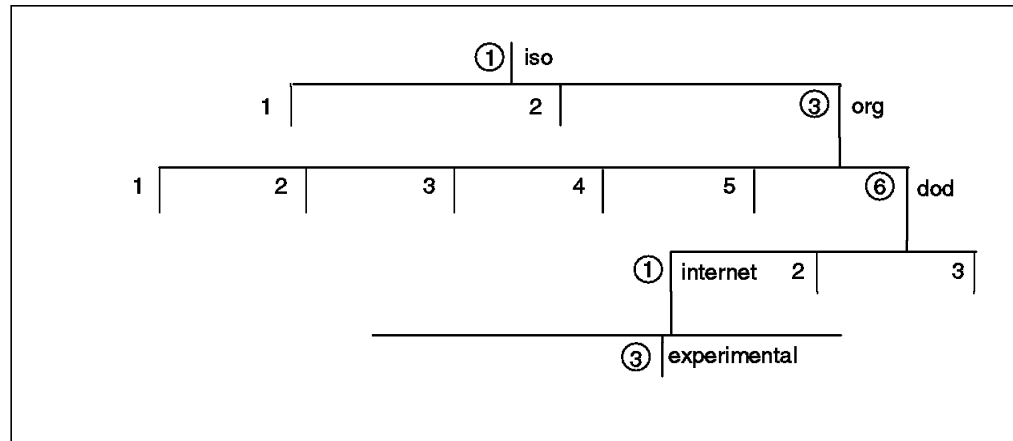 1 iso
1 2 3 org
1 2 3 4 5 6 dod
1 internet 2 3
3 experimental